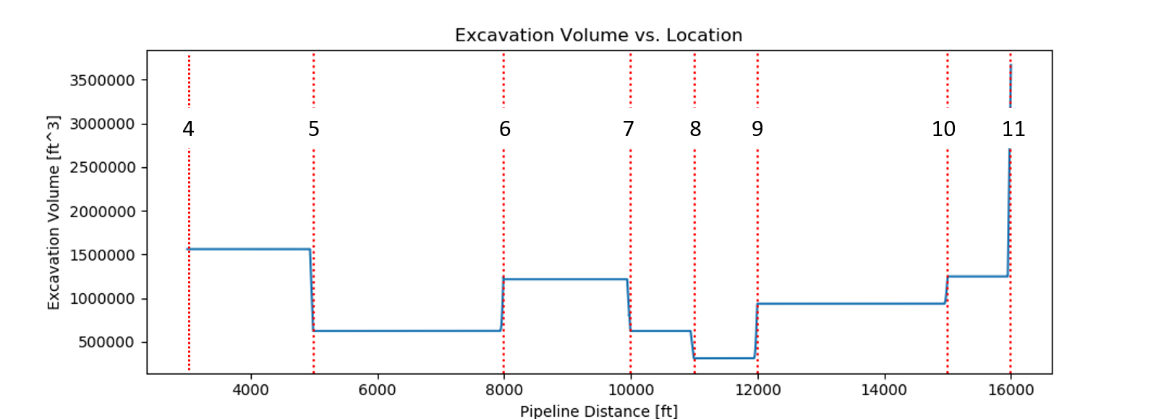 Excavation Volume vs. Location
Excavation Volume [ft^3]
3500000
3000000
2500000
2000000
1500000
1000000
500000
4 5 6 7 8 9 10 11
4000 6000 8000 10000 12000 14000 16000
Pipeline Distance [ft]